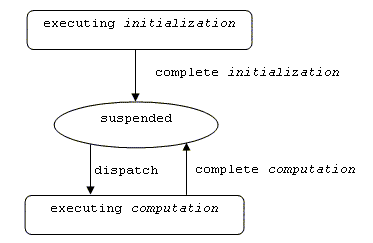 executing initialization
complete initialization
suspended
dispatch
complete computation
executing computation